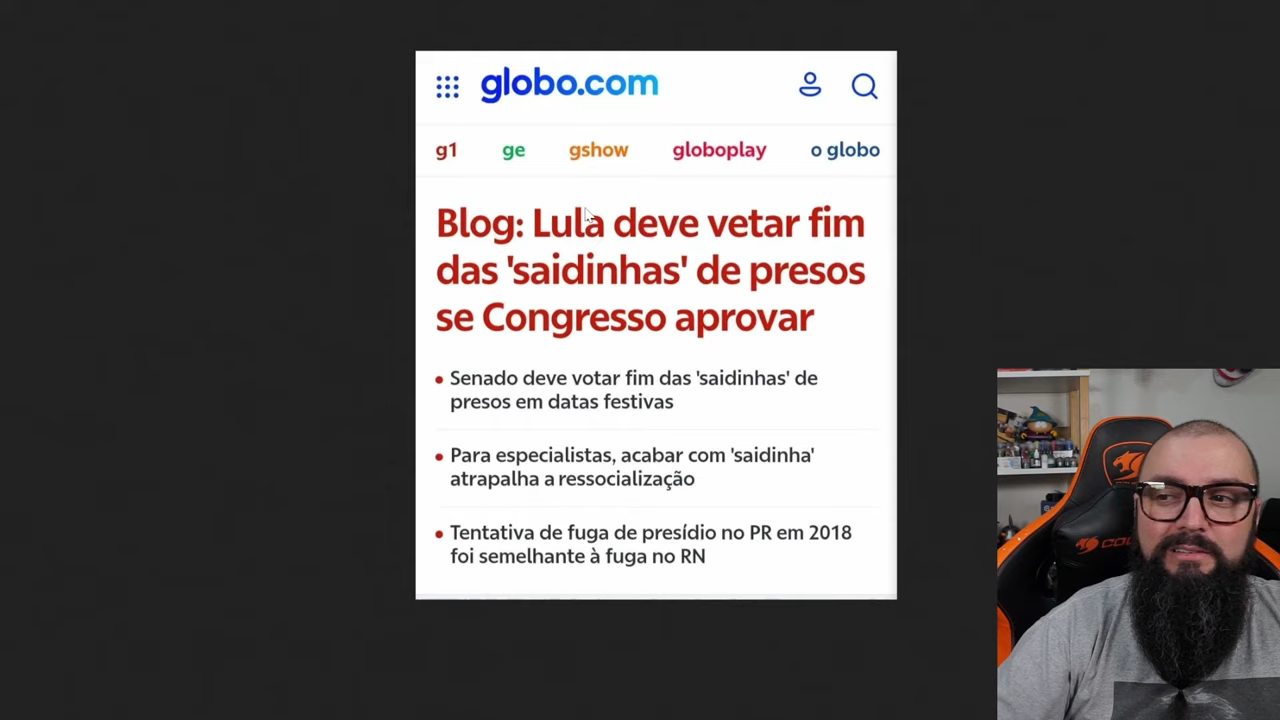 globo.com
g1 ge gshow globoplay o globo
Blog: Lula deve vetar fim
das 'saidinhas' de presos
se Congresso aprovar
Senado deve votar fim das 'saidinhas' de
presos em datas festivas
Para especialistas, acabar com 'saidinha'
atrapalha a ressocialização
Tentativa de fuga de presídio no PR em 2018
foi semelhante à fuga no RN